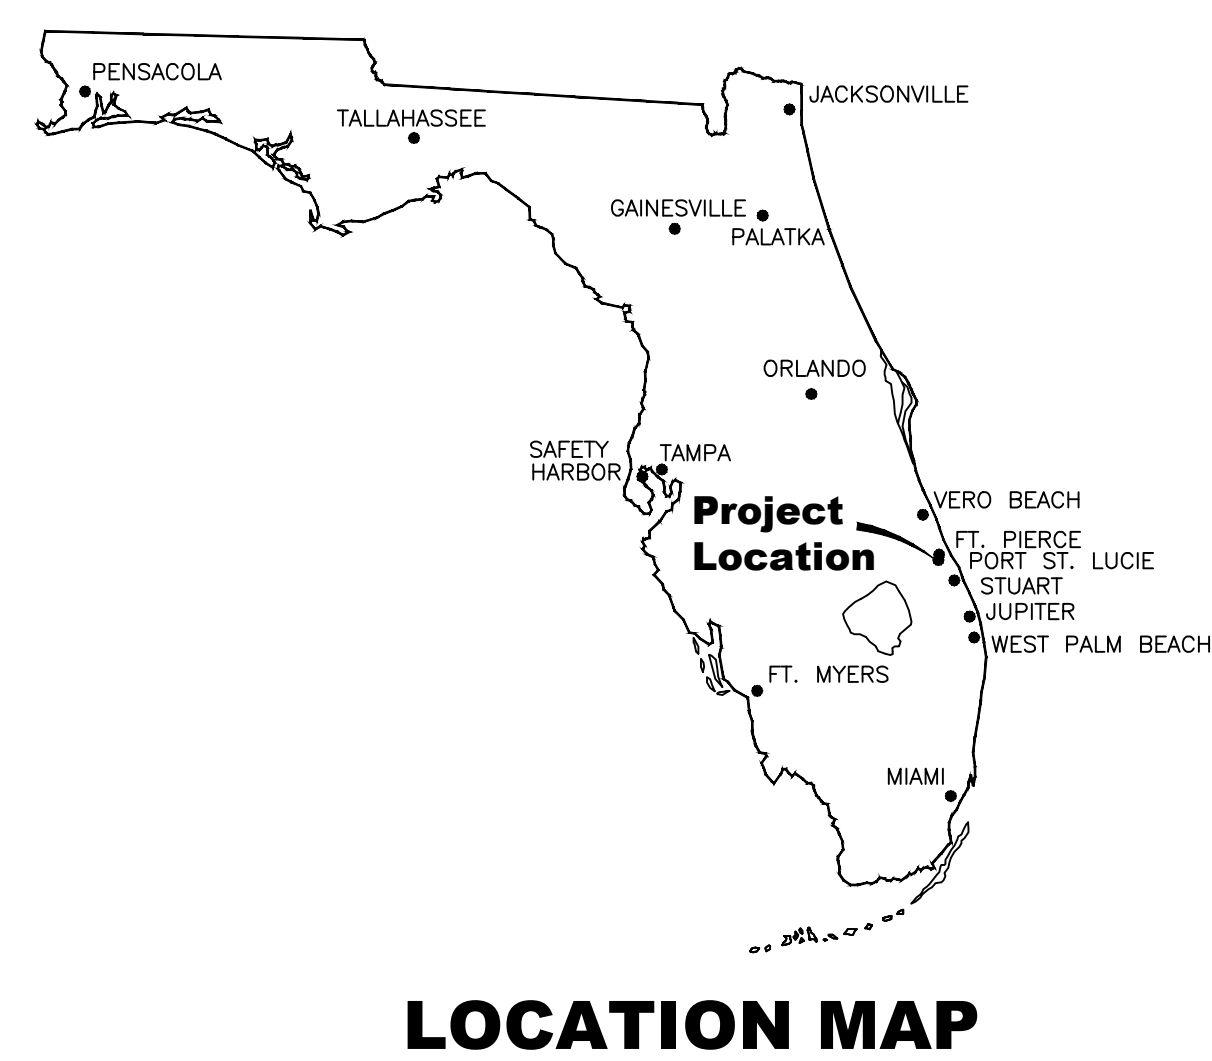 PENSACOLA
JACKSONVILLE
TALLAHASSEE
GAINESVILLE
PALATKA
ORLANDO
SAFETY
HARBOR
TAMPA
Project
Location
VERO BEACH
FT. PIERCE
PORT ST. LUCIE
STUART
JUPITER
WEST PALM BEACH
FT. MYERS
MIAMI
LOCATION MAP